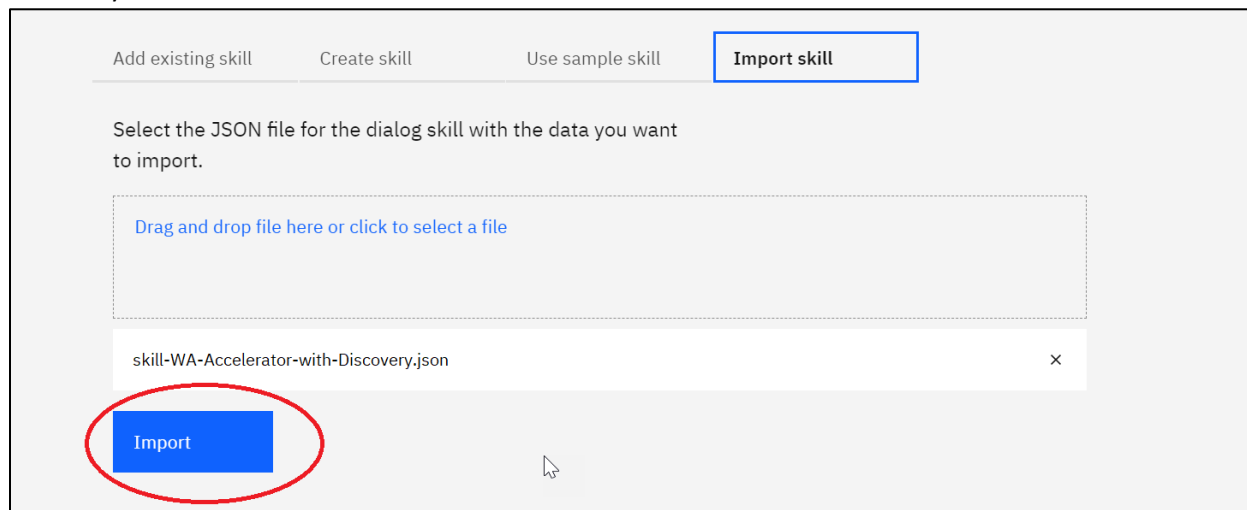 Add existing skill Create skill Use sample skill Import skill
Select the JSON file for the dialog skill with the data you want
to import.
Drag and drop file here or click to select a file
skill-WA-Accelerator-with-Discovery.json ×
Import